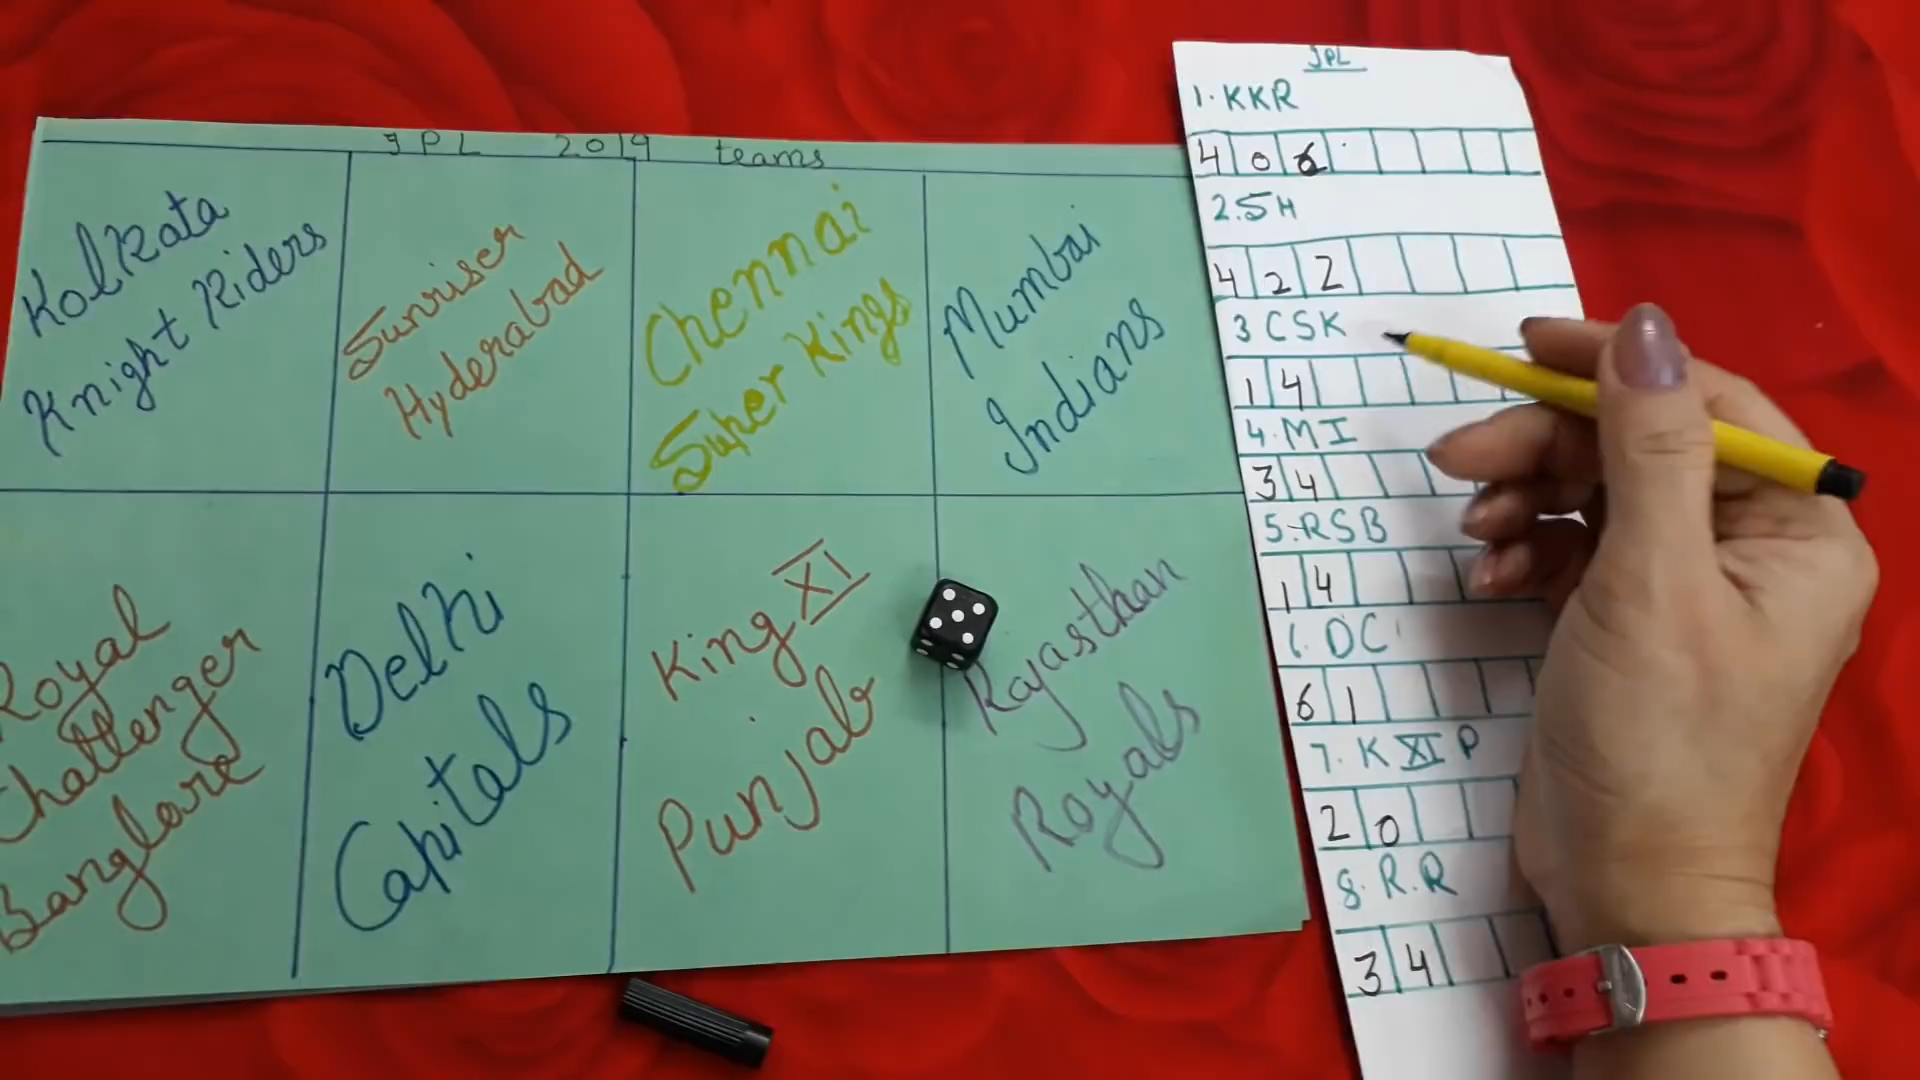 IPL 2019 teams
Kolkata
Knight Riders
Sunriser
Hyderabad
Chennai
Super Kings
Mumbai
Indians
Royal
Challenger
Banglore
Delhi
Capitals
King XI
Punjab
Rajasthan
Royals
IPL
1. KKR
4 0 6
2. SH
4 2 2
3 CSK
1 4
4. MI
3 4
5. RSB
1 4
6. DC
6 1
7. K XI P
2 0
8. R.R
3 4